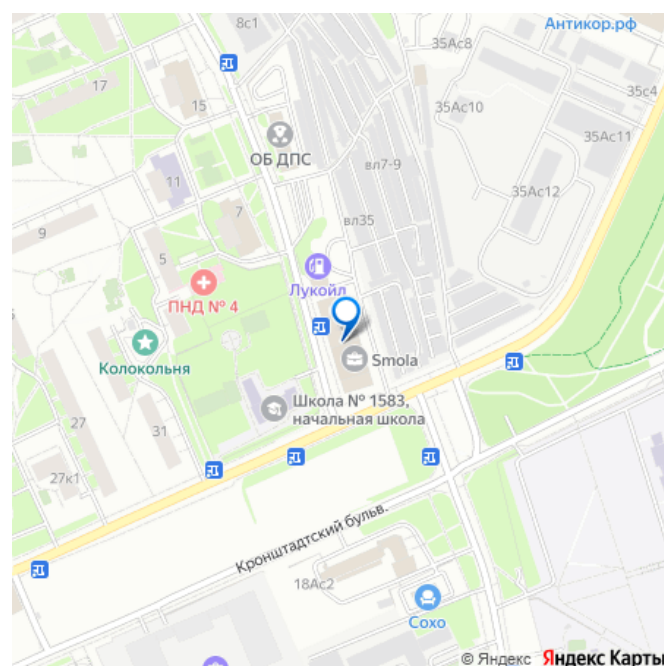 Антикор.рф
8с1
35Ас8
17
35с4
15
35Ас10
35Ас11
ОБ ДПС
вл7-9
11
35Ас12
7
вл35
9
5
Лукойл
ПНД № 4
Smola
Колокольня
Школа № 1583,
начальная школа
27
31
27к1
Кронштадтский бульв.
18Ас2
Сохо
© Яндекс Яндекс Карты